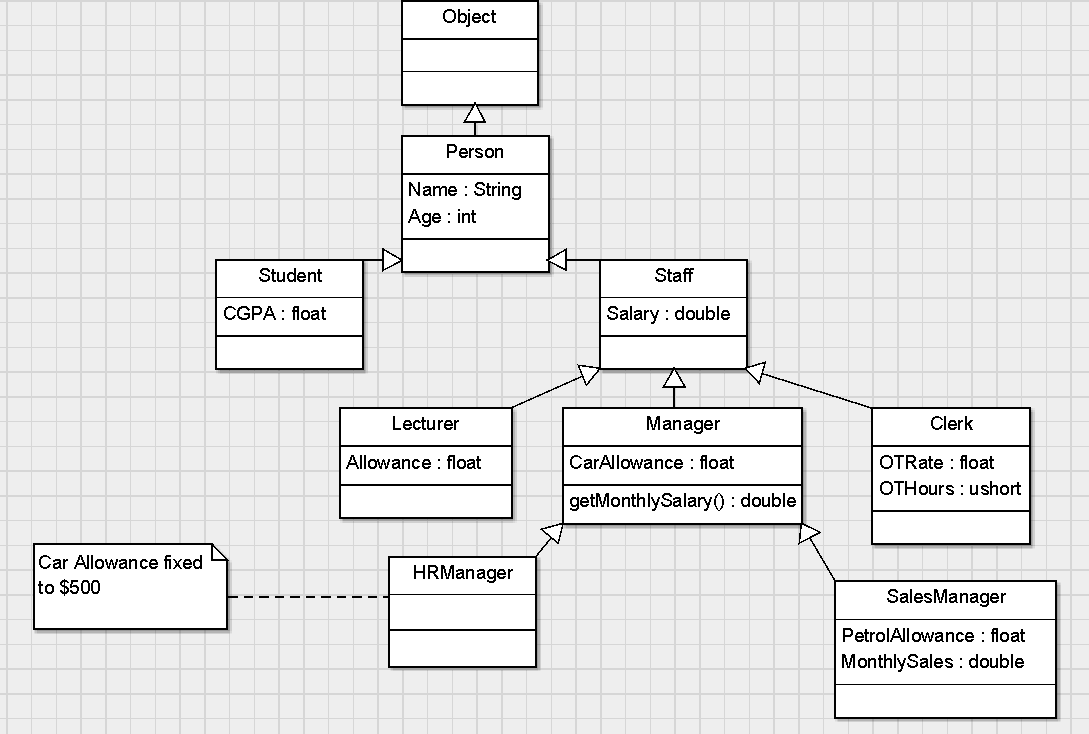 Object
Person
Name : String
Age : int
Student
CGPA : float
Staff
Salary : double
Lecturer
Allowance : float
Manager
CarAllowance : float
getMonthlySalary() : double
Clerk
OTRate : float
OTHours : ushort
Car Allowance fixed
to $500
HRManager
SalesManager
PetrolAllowance : float
MonthlySales : double